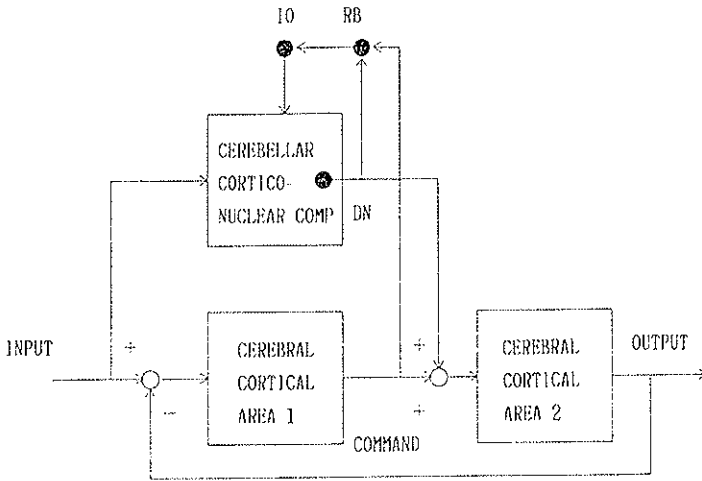 IO RB
CEREBELLAR
CORTICO-
NUCLEAR COMP DN
INPUT + + OUTPUT
CEREBRAL
CORTICAL
AREA 1
CEREBRAL
CORTICAL
AREA 2
− +
COMMAND